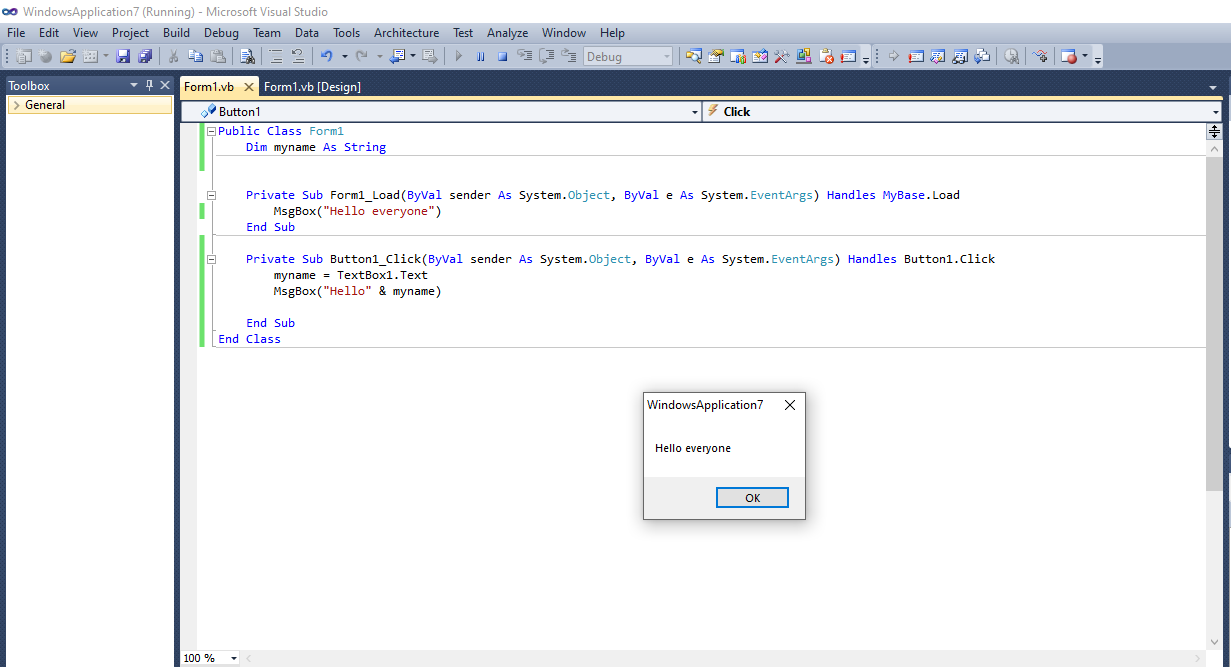 WindowsApplication7 (Running) - Microsoft Visual Studio
File Edit View Project Build Debug Team Data Tools Architecture Test Analyze Window Help
Debug
Toolbox
General
Form1.vb Form1.vb [Design]
Button1 Click
Public Class Form1
Dim myname As String
Private Sub Form1_Load(ByVal sender As System.Object, ByVal e As System.EventArgs) Handles MyBase.Load
MsgBox("Hello everyone")
End Sub
Private Sub Button1_Click(ByVal sender As System.Object, ByVal e As System.EventArgs) Handles Button1.Click
myname = TextBox1.Text
MsgBox("Hello" & myname)
End Sub
End Class
WindowsApplication7
Hello everyone
OK
100 %